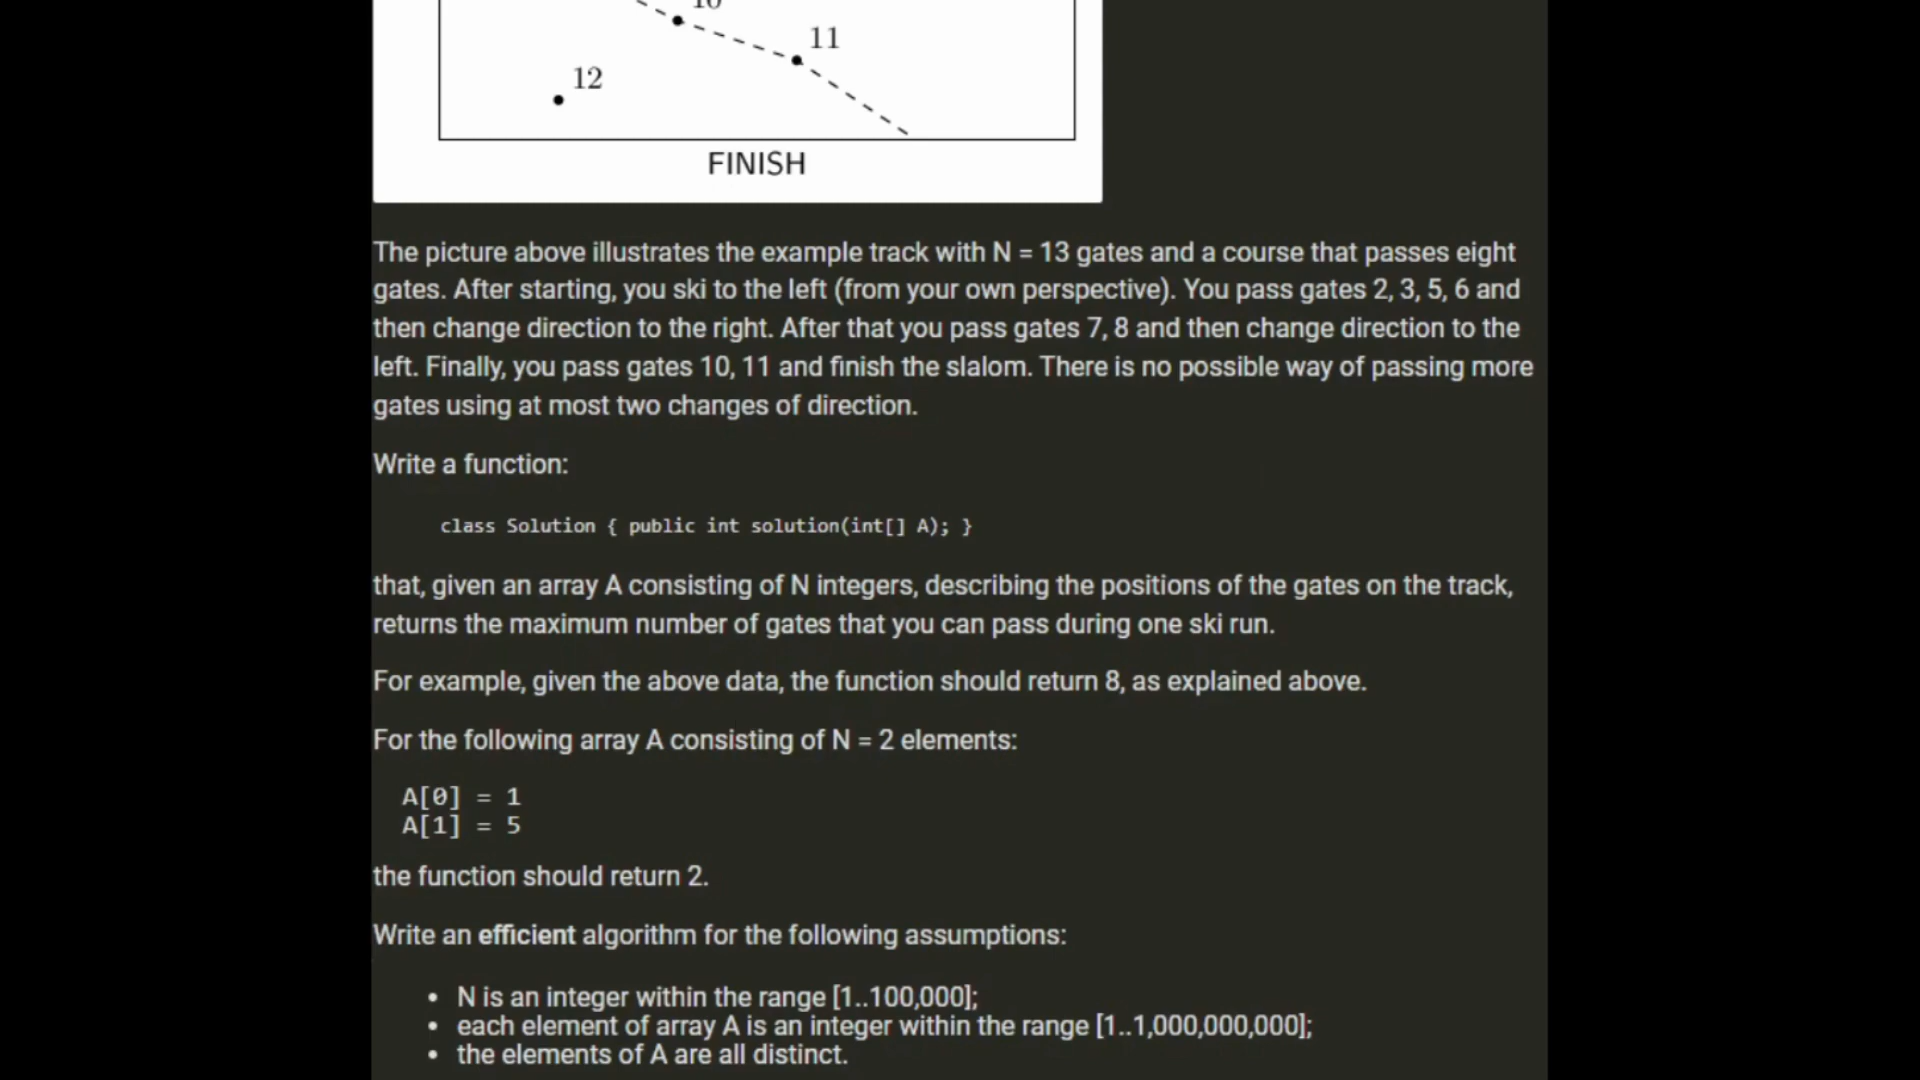 10
11
12
FINISH
The picture above illustrates the example track with N = 13 gates and a course that passes eight
gates. After starting, you ski to the left (from your own perspective). You pass gates 2, 3, 5, 6 and
then change direction to the right. After that you pass gates 7, 8 and then change direction to the
left. Finally, you pass gates 10, 11 and finish the slalom. There is no possible way of passing more
gates using at most two changes of direction.
Write a function:
class Solution { public int solution(int[] A); }
that, given an array A consisting of N integers, describing the positions of the gates on the track,
returns the maximum number of gates that you can pass during one ski run.
For example, given the above data, the function should return 8, as explained above.
For the following array A consisting of N = 2 elements:
A[0] = 1
A[1] = 5
the function should return 2.
Write an efficient algorithm for the following assumptions:
• N is an integer within the range [1..100,000];
• each element of array A is an integer within the range [1..1,000,000,000];
• the elements of A are all distinct.